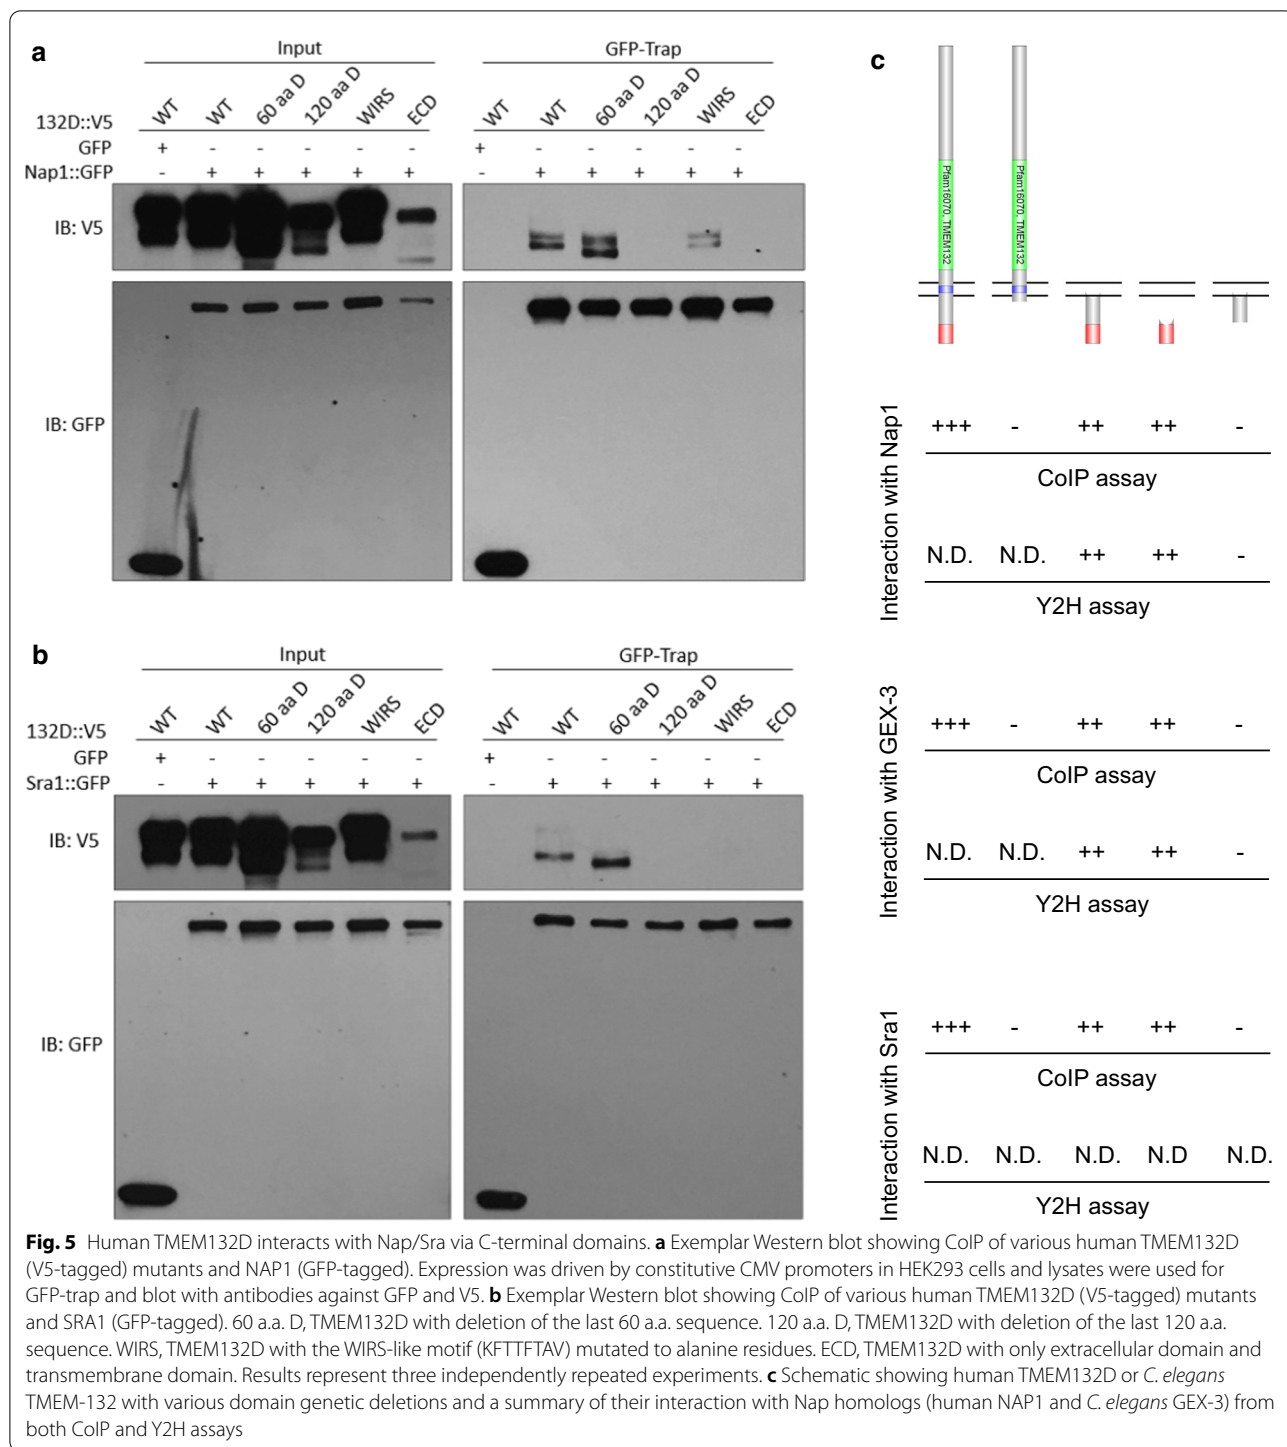 a
Input
GFP-Trap
132D::V5 WT WT 60 aa D 120 aa D WIRS ECD WT WT 60 aa D 120 aa D WIRS ECD
GFP + - - - - - + - - - - -
Nap1::GFP - + + + + + - + + + + +
IB: V5
IB: GFP
b
Input
GFP-Trap
132D::V5 WT WT 60 aa D 120 aa D WIRS ECD WT WT 60 aa D 120 aa D WIRS ECD
GFP + - - - - - + - - - - -
Sra1::GFP - + + + + + - + + + + +
IB: V5
IB: GFP
c
Pfam16070, TMEM132
Pfam16070, TMEM132
Interaction with Nap1
+++ - ++ ++ -
CoIP assay
N.D. N.D. ++ ++ -
Y2H assay
Interaction with GEX-3
+++ - ++ ++ -
CoIP assay
N.D. N.D. ++ ++ -
Y2H assay
Interaction with Sra1
+++ - ++ ++ -
CoIP assay
N.D. N.D. N.D. N.D N.D.
Y2H assay
Fig. 5 Human TMEM132D interacts with Nap/Sra via C-terminal domains. a Exemplar Western blot showing CoIP of various human TMEM132D
(V5-tagged) mutants and NAP1 (GFP-tagged). Expression was driven by constitutive CMV promoters in HEK293 cells and lysates were used for
GFP-trap and blot with antibodies against GFP and V5. b Exemplar Western blot showing CoIP of various human TMEM132D (V5-tagged) mutants
and SRA1 (GFP-tagged). 60 a.a. D, TMEM132D with deletion of the last 60 a.a. sequence. 120 a.a. D, TMEM132D with deletion of the last 120 a.a.
sequence. WIRS, TMEM132D with the WIRS-like motif (KFTTFTAV) mutated to alanine residues. ECD, TMEM132D with only extracellular domain and
transmembrane domain. Results represent three independently repeated experiments. c Schematic showing human TMEM132D or C. elegans
TMEM-132 with various domain genetic deletions and a summary of their interaction with Nap homologs (human NAP1 and C. elegans GEX-3) from
both CoIP and Y2H assays